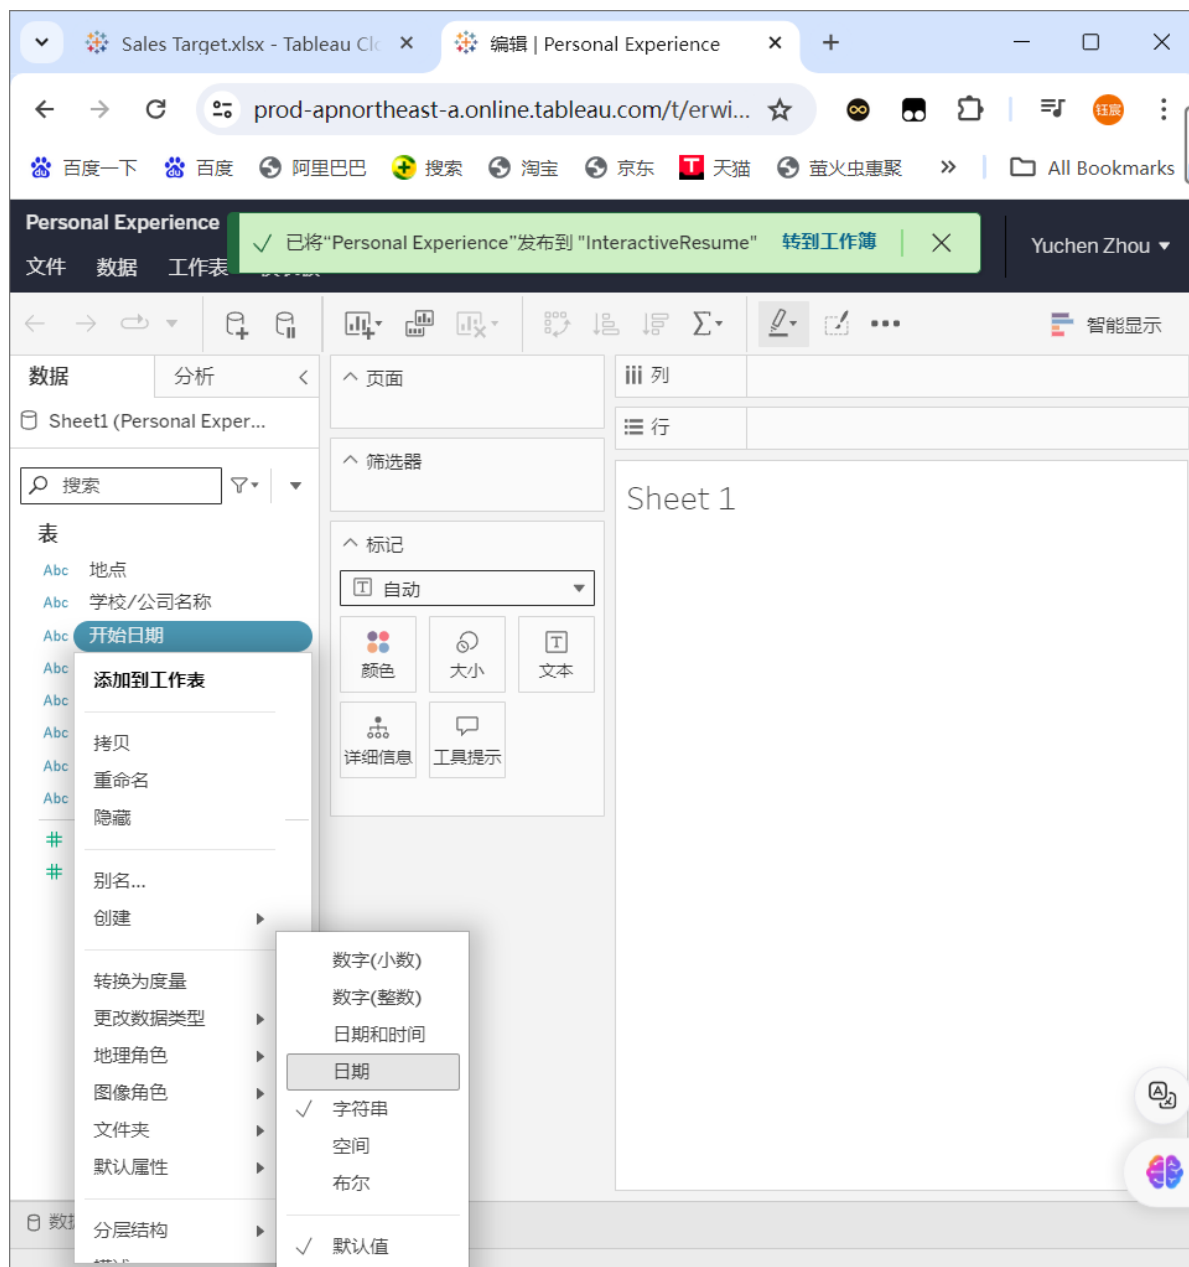 Sales Target.xlsx - Tableau Clo
编辑 | Personal Experience
prod-apnortheast-a.online.tableau.com/t/erwi...
钰宸
百度一下 百度 阿里巴巴 搜索 淘宝 京东 天猫 萤火虫惠聚 » All Bookmarks
Personal Experience
已将“Personal Experience”发布到 "InteractiveResume" 转到工作簿
Yuchen Zhou
文件 数据 工作表
智能显示
数据 分析
页面
列
Sheet1 (Personal Exper...
行
筛选器
搜索
Sheet 1
表
标记
Abc 地点
自动
Abc 学校/公司名称
Abc 开始日期
颜色 大小 文本
Abc
添加到工作表
Abc
Abc
拷贝
详细信息 工具提示
Abc
重命名
Abc
隐藏
别名...
创建
数字(小数)
转换为度量
数字(整数)
更改数据类型
日期和时间
地理角色
日期
图像角色
字符串
文件夹
空间
默认属性
布尔
数据
分层结构
默认值